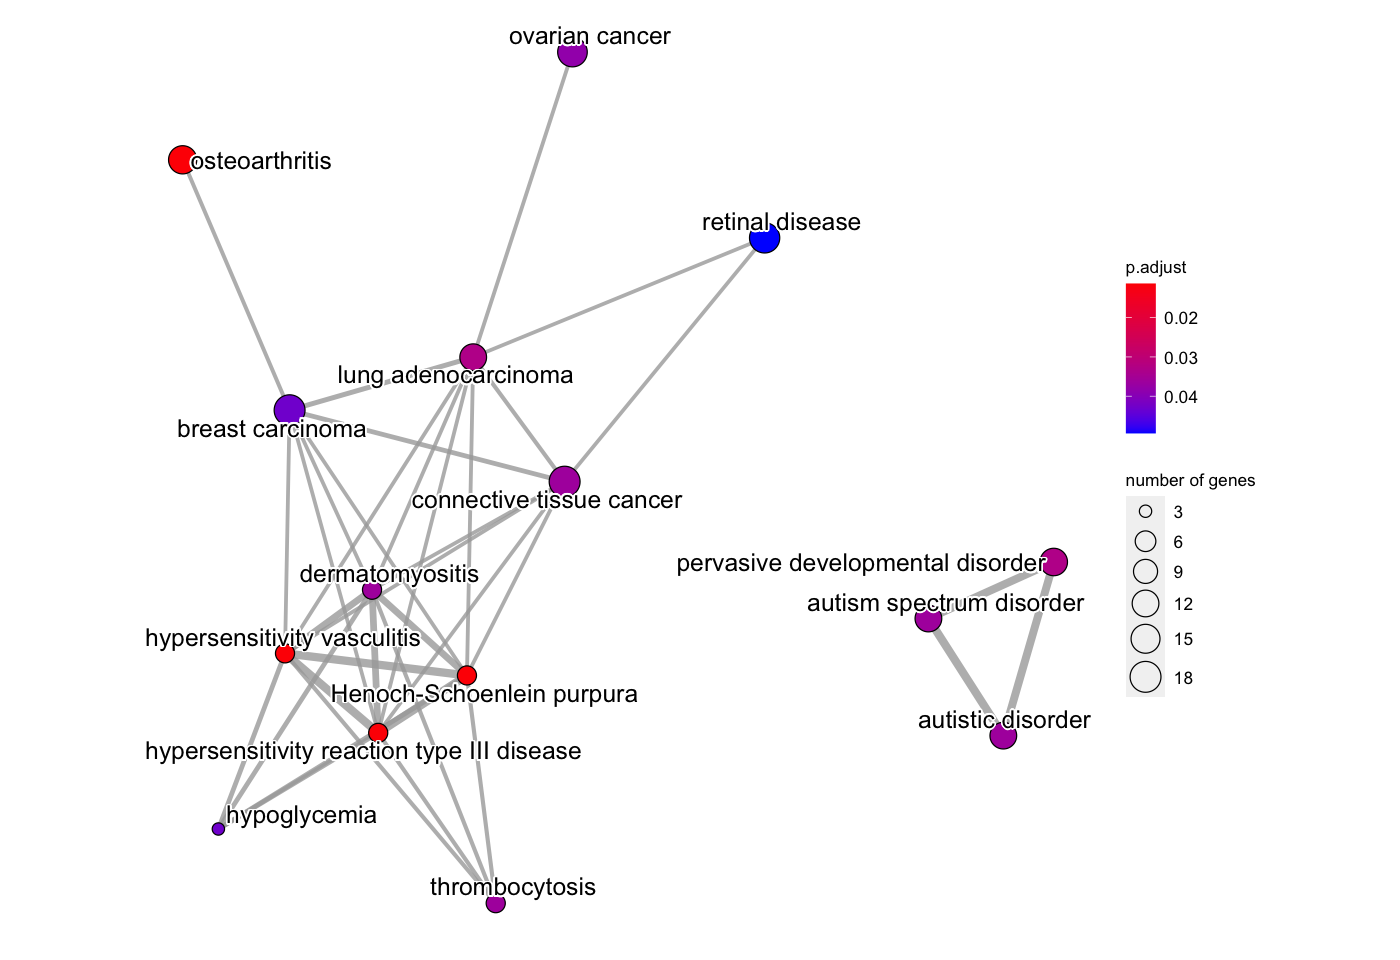 ovarian cancer
osteoarthritis
retinal disease
lung adenocarcinoma
breast carcinoma
connective tissue cancer
dermatomyositis
hypersensitivity vasculitis
Henoch-Schoenlein purpura
hypersensitivity reaction type III disease
hypoglycemia
thrombocytosis
pervasive developmental disorder
autism spectrum disorder
autistic disorder
p.adjust
0.02
0.03
0.04
number of genes
3
6
9
12
15
18